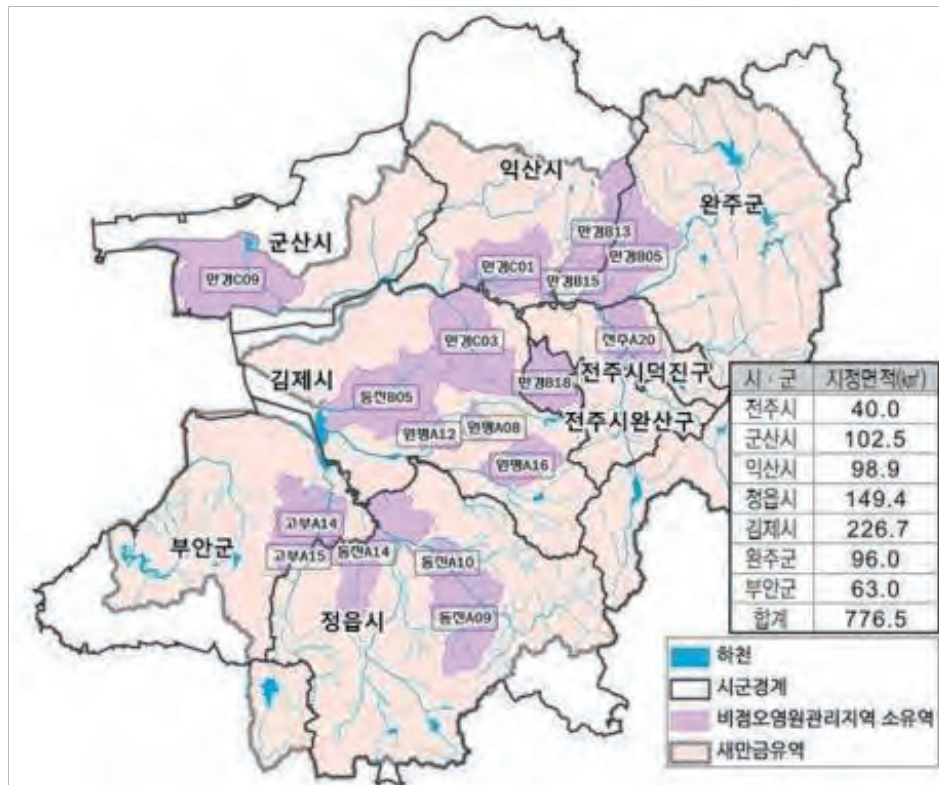 익산시
완주군
만경B13
군산시
만경B05
만경C01
만경B15
만경C09
만경C03
전주A20
김제시
만경B18
전주시덕진구
동진B05
원평A08
전주시완산구
원평A12
원평A16
고부A14
부안군
고부A15
동진A14
동진A10
정읍시
동진A09
시·군 지정면적(㎢)
전주시 40.0
군산시 102.5
익산시 98.9
정읍시 149.4
김제시 226.7
완주군 96.0
부안군 63.0
합계 776.5
하천
시군경계
비점오염원관리지역 소유역
새만금유역